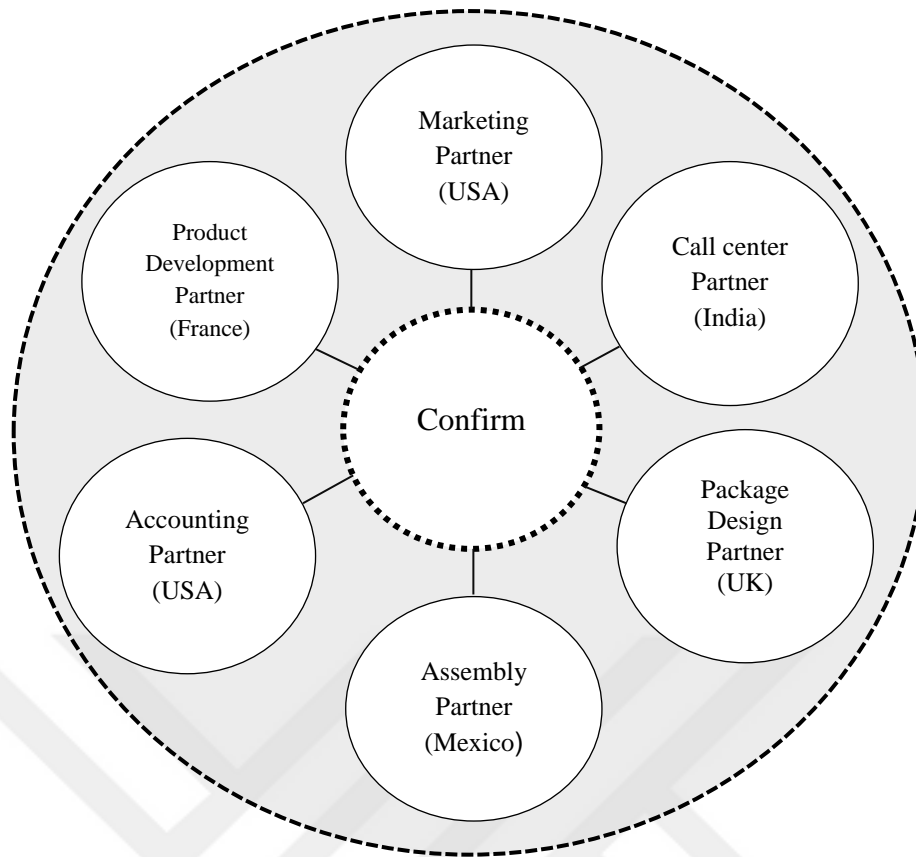 Marketing
Partner
(USA)
Product
Development
Partner
(France)
Call center
Partner
(India)
Confirm
Accounting
Partner
(USA)
Package
Design
Partner
(UK)
Assembly
Partner
(Mexico)